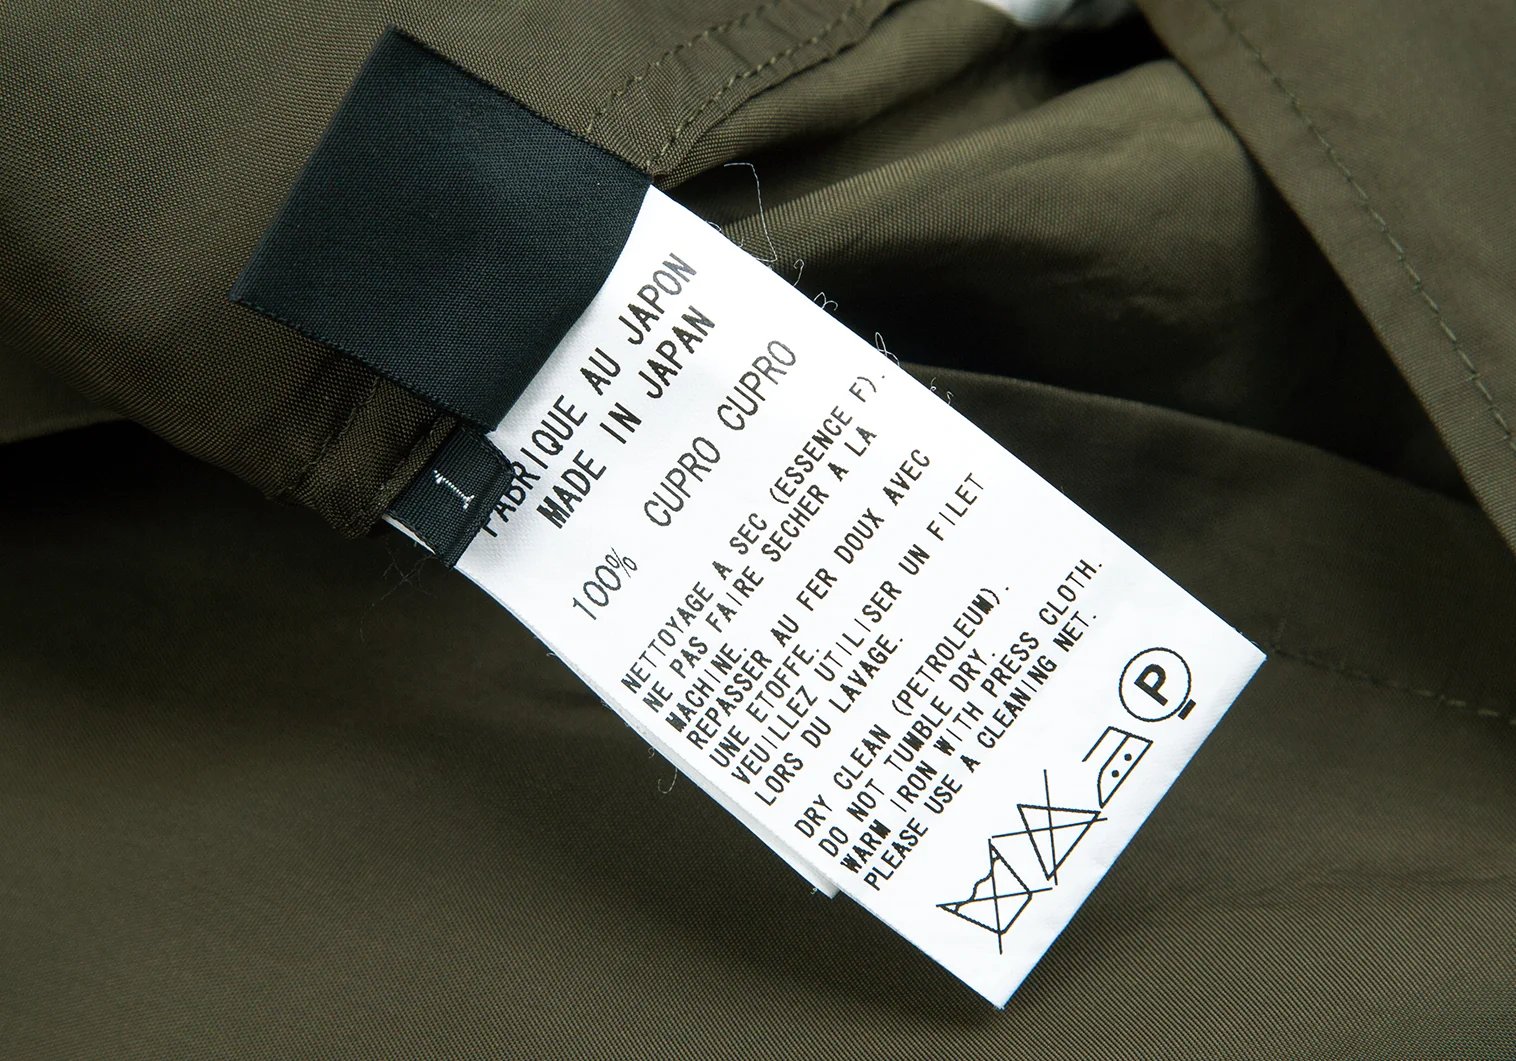 FABRIQUE AU JAPON
MADE IN JAPAN
100% CUPRO CUPRO
NETTOYAGE A SEC (ESSENCE F).
NE PAS FAIRE SECHER A LA
MACHINE.
REPASSER AU FER DOUX AVEC
UNE ETOFFE.
VEUILLEZ UTILISER UN FILET
LORS DU LAVAGE.
DRY CLEAN (PETROLEUM).
DO NOT TUMBLE DRY.
WARM IRON WITH PRESS CLOTH.
PLEASE USE A CLEANING NET.
P
1